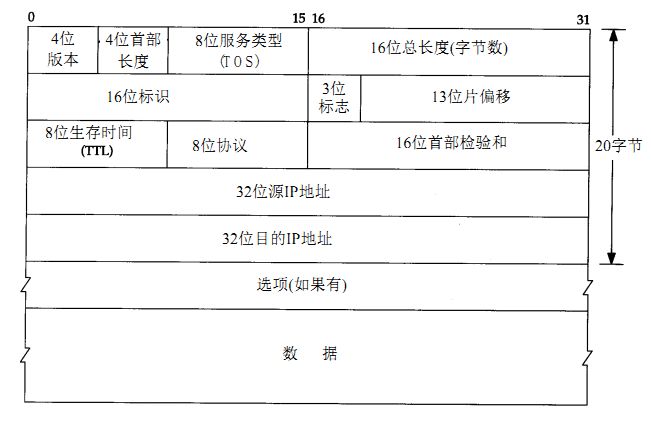 0 15 16 31
4位 4位首部 8位服务类型 16位总长度(字节数)
版本 长度 (TOS)
16位标识 3位 13位片偏移
标志
8位生存时间 8位协议 16位首部检验和 20字节
(TTL)
32位源IP地址
32位目的IP地址
选项(如果有)
数 据